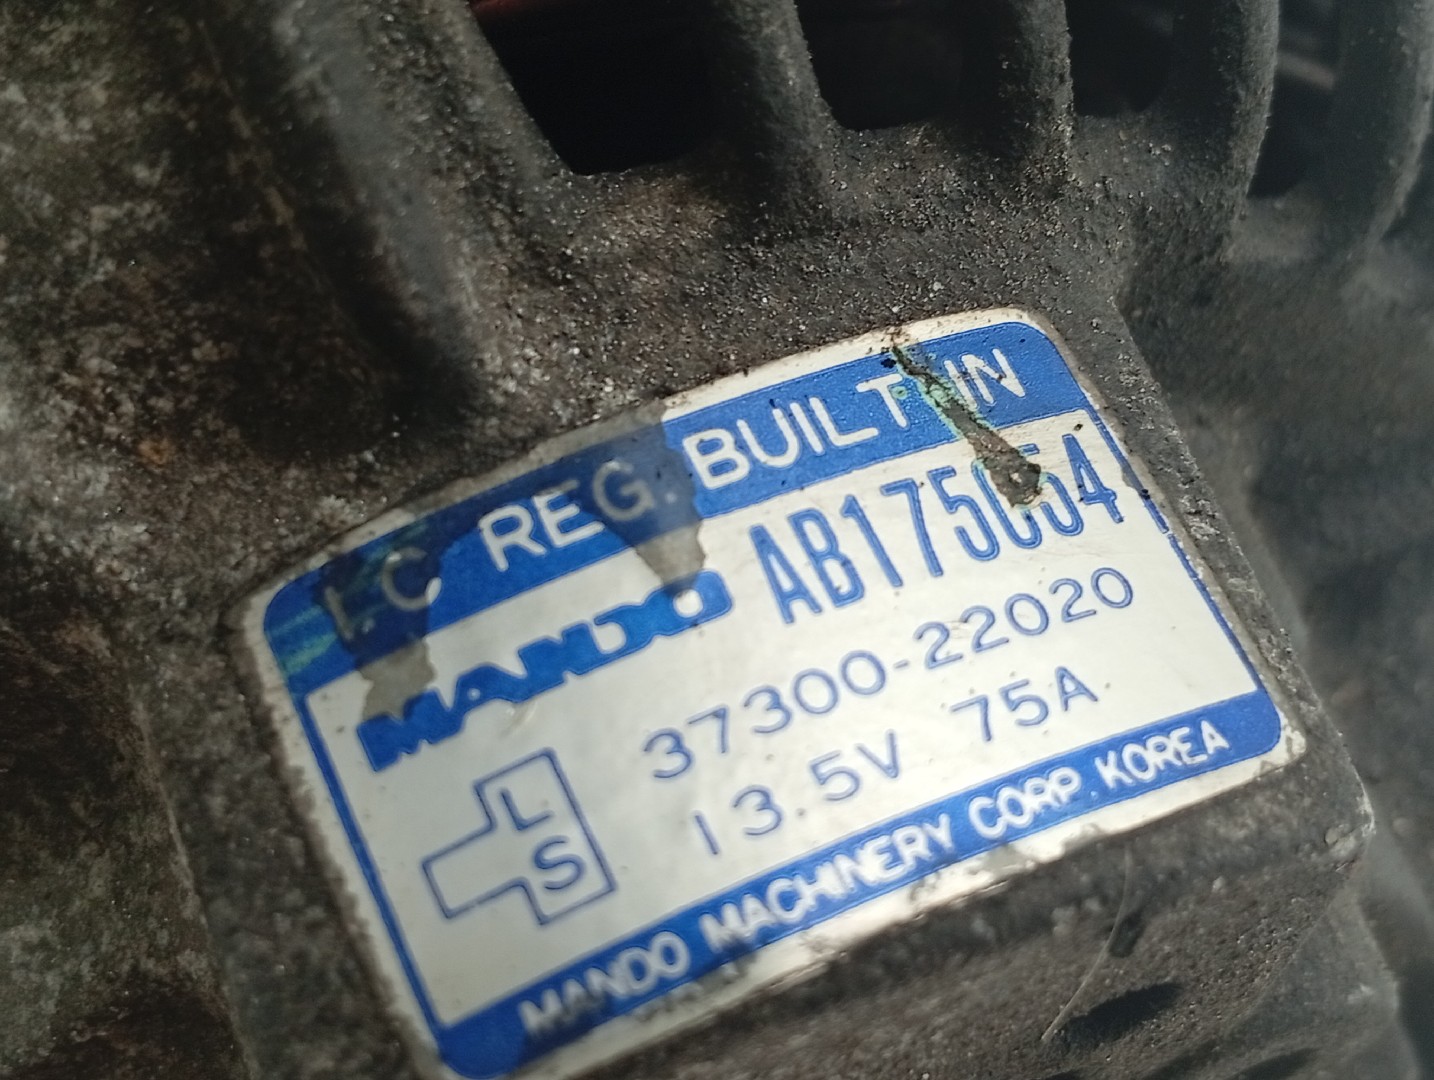 I.C REG. BUILT IN
MANDO AB175054
37300-22020
L 13.5V 75A
S
MANDO MACHINERY CORP. KOREA